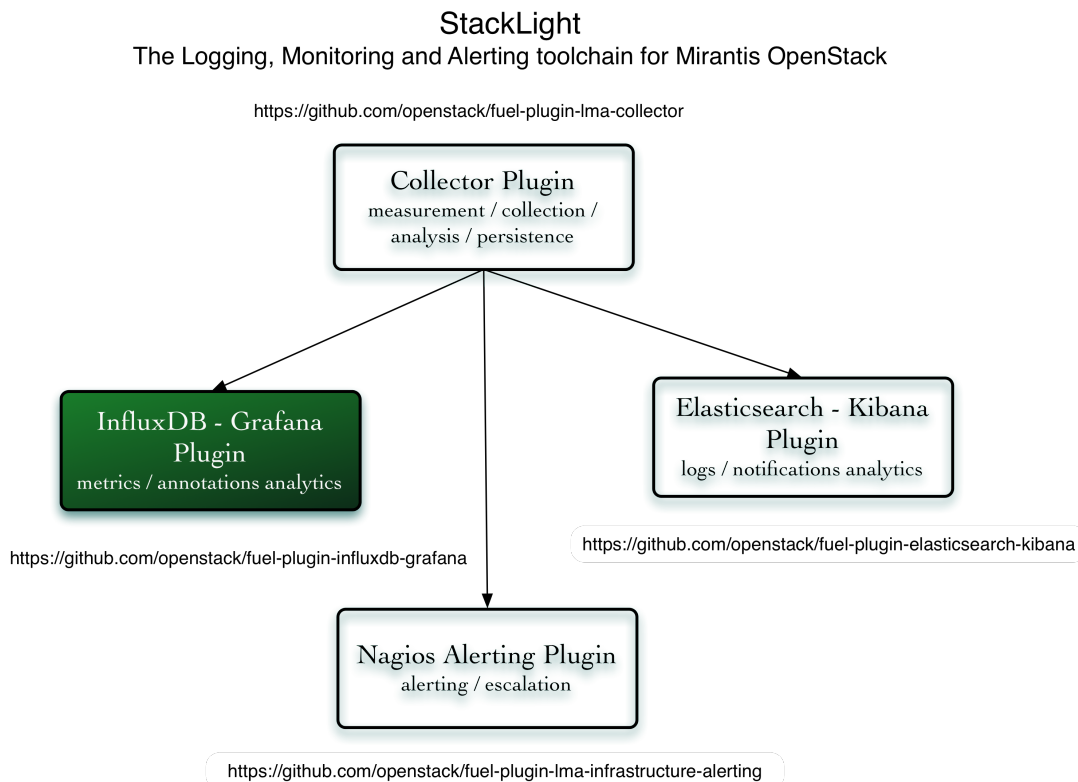 StackLight
The Logging, Monitoring and Alerting toolchain for Mirantis OpenStack
https://github.com/openstack/fuel-plugin-lma-collector
Collector Plugin
measurement / collection /
analysis / persistence
InfluxDB - Grafana
Plugin
metrics / annotations analytics
https://github.com/openstack/fuel-plugin-influxdb-grafana
Elasticsearch - Kibana
Plugin
logs / notifications analytics
https://github.com/openstack/fuel-plugin-elasticsearch-kibana
Nagios Alerting Plugin
alerting / escalation
https://github.com/openstack/fuel-plugin-lma-infrastructure-alerting